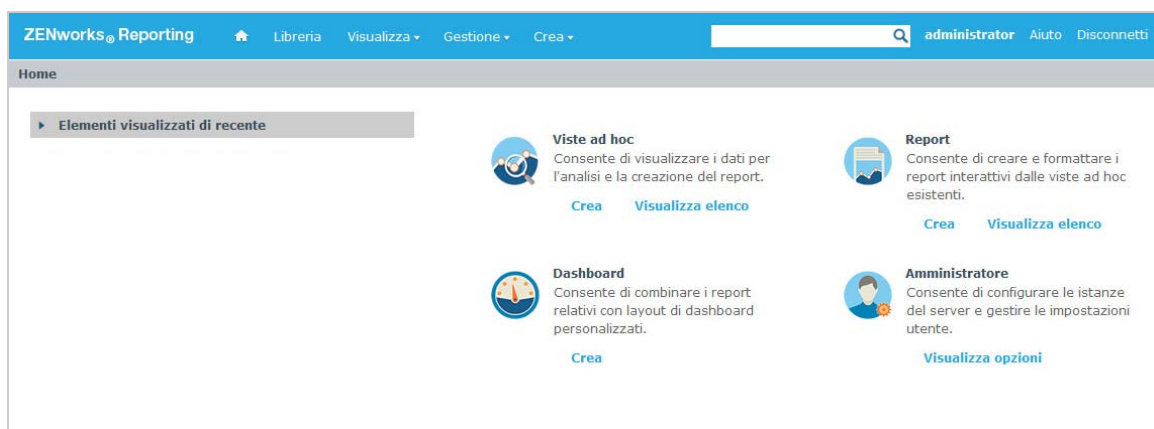 ZENworks® Reporting Libreria Visualizza Gestione Crea administrator Aiuto Disconnetti
Home
Elementi visualizzati di recente
Viste ad hoc
Consente di visualizzare i dati per
l'analisi e la creazione del report.
Crea Visualizza elenco
Report
Consente di creare e formattare i
report interattivi dalle viste ad hoc
esistenti.
Crea Visualizza elenco
Dashboard
Consente di combinare i report
relativi con layout di dashboard
personalizzati.
Crea
Amministratore
Consente di configurare le istanze
del server e gestire le impostazioni
utente.
Visualizza opzioni